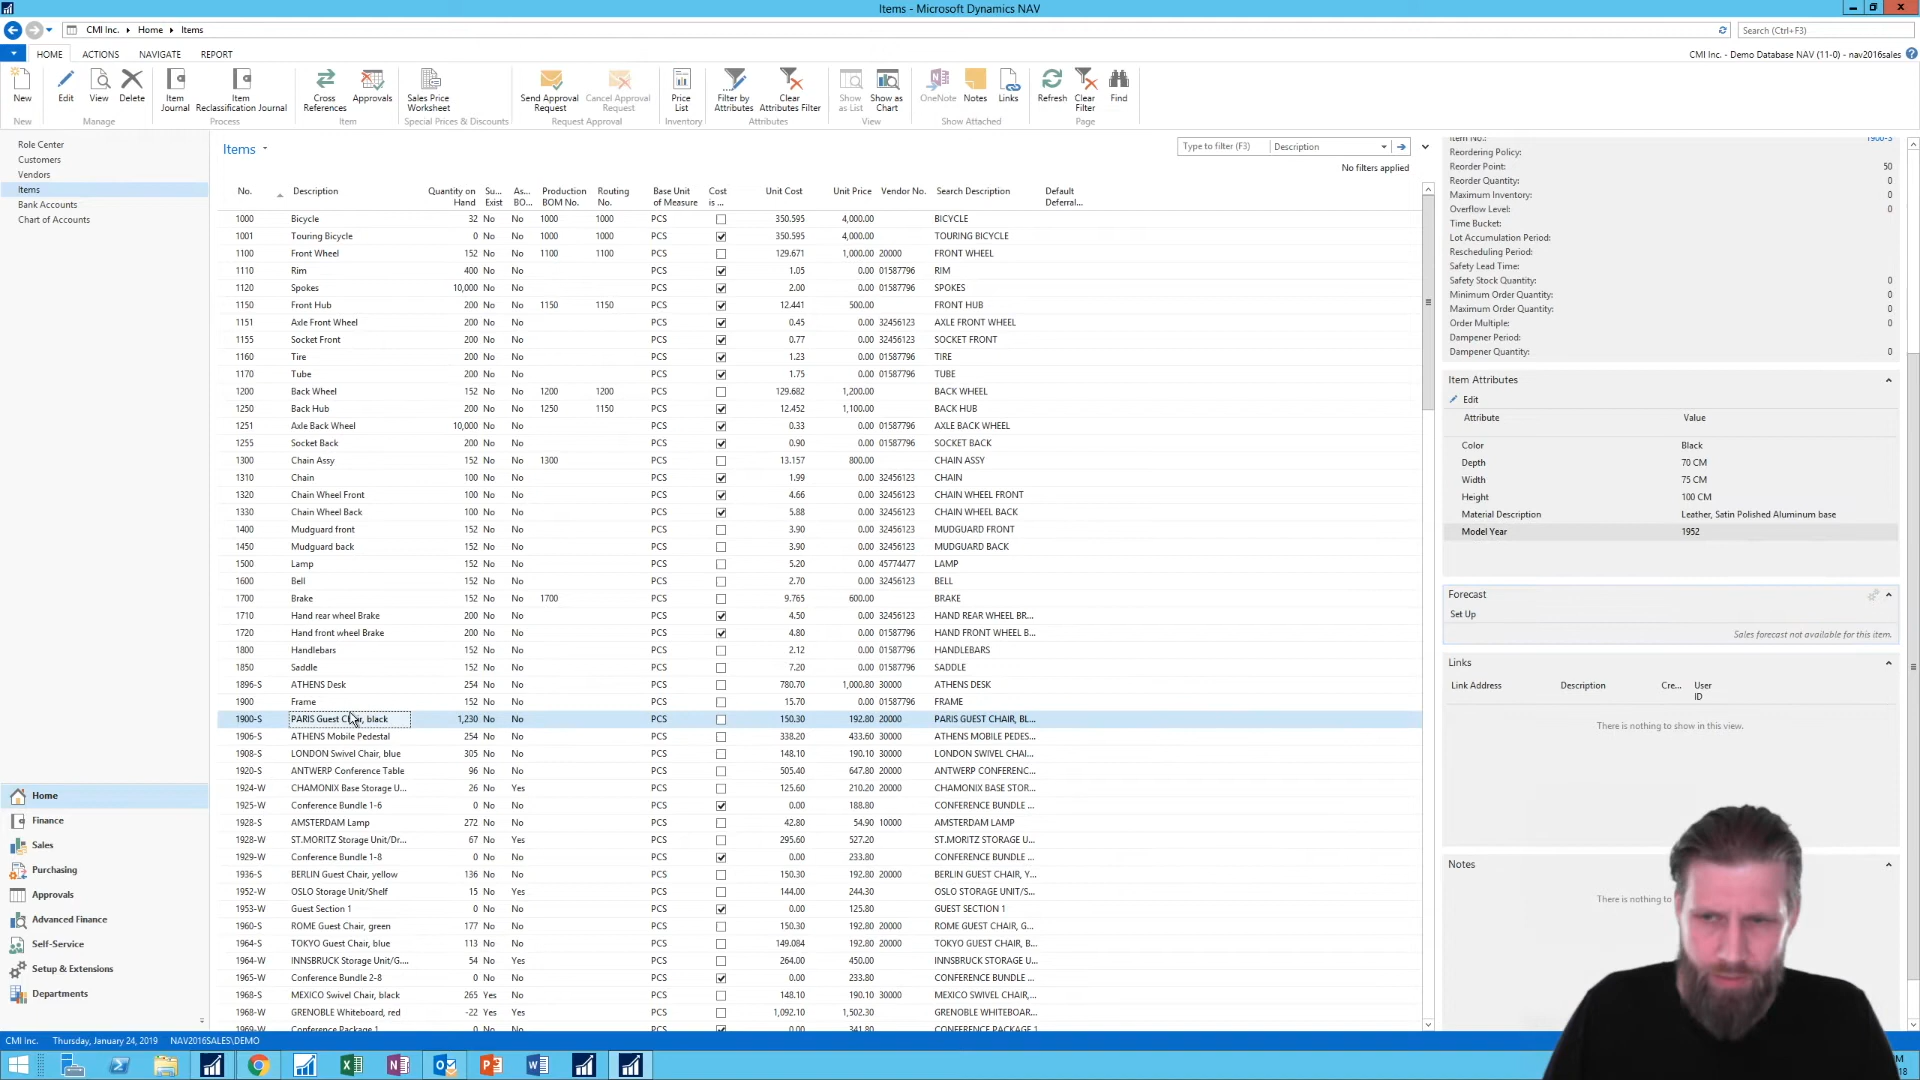 Items - Microsoft Dynamics NAV
CMI Inc. Home Items
Search (Ctrl+F3)
HOME ACTIONS NAVIGATE REPORT
CMI Inc. - Demo Database NAV (11-0) - nav2016sales
New Edit View Delete Item Journal Item Reclassification Journal Cross References Approvals Sales Price Worksheet Send Approval Request Cancel Approval Request Price List Filter by Attributes Clear Attributes Filter Show as List Show as Chart OneNote Notes Links Refresh Clear Filter Find
New Manage Process Item Special Prices & Discounts Request Approval Inventory Attributes View Show Attached Page
Role Center
Customers
Vendors
Items
Bank Accounts
Chart of Accounts
Home
Finance
Sales
Purchasing
Approvals
Advanced Finance
Self-Service
Setup & Extensions
Departments
Items
Type to filter (F3) Description
No filters applied
No. Description Quantity on Hand Su... Exist As... BO... Production BOM No. Routing No. Base Unit of Measure Cost is ... Unit Cost Unit Price Vendor No. Search Description Default Deferral...
1000 Bicycle 32 No No 1000 1000 PCS 350.595 4,000.00 BICYCLE
1001 Touring Bicycle 0 No No 1000 1000 PCS 350.595 4,000.00 TOURING BICYCLE
1100 Front Wheel 152 No No 1100 1100 PCS 129.671 1,000.00 20000 FRONT WHEEL
1110 Rim 400 No No PCS 1.05 0.00 01587796 RIM
1120 Spokes 10,000 No No PCS 2.00 0.00 01587796 SPOKES
1150 Front Hub 200 No No 1150 1150 PCS 12.441 500.00 FRONT HUB
1151 Axle Front Wheel 200 No No PCS 0.45 0.00 32456123 AXLE FRONT WHEEL
1155 Socket Front 200 No No PCS 0.77 0.00 32456123 SOCKET FRONT
1160 Tire 200 No No PCS 1.23 0.00 01587796 TIRE
1170 Tube 200 No No PCS 1.75 0.00 01587796 TUBE
1200 Back Wheel 152 No No 1200 1200 PCS 129.682 1,200.00 BACK WHEEL
1250 Back Hub 200 No No 1250 1150 PCS 12.452 1,100.00 BACK HUB
1251 Axle Back Wheel 10,000 No No PCS 0.33 0.00 01587796 AXLE BACK WHEEL
1255 Socket Back 200 No No PCS 0.90 0.00 01587796 SOCKET BACK
1300 Chain Assy 152 No No 1300 PCS 13.157 800.00 CHAIN ASSY
1310 Chain 100 No No PCS 1.99 0.00 32456123 CHAIN
1320 Chain Wheel Front 100 No No PCS 4.66 0.00 32456123 CHAIN WHEEL FRONT
1330 Chain Wheel Back 100 No No PCS 5.88 0.00 32456123 CHAIN WHEEL BACK
1400 Mudguard front 152 No No PCS 3.90 0.00 32456123 MUDGUARD FRONT
1450 Mudguard back 152 No No PCS 3.90 0.00 32456123 MUDGUARD BACK
1500 Lamp 152 No No PCS 5.20 0.00 45774477 LAMP
1600 Bell 152 No No PCS 2.70 0.00 32456123 BELL
1700 Brake 152 No No 1700 PCS 9.765 600.00 BRAKE
1710 Hand rear wheel Brake 200 No No PCS 4.50 0.00 32456123 HAND REAR WHEEL BR...
1720 Hand front wheel Brake 200 No No PCS 4.80 0.00 01587796 HAND FRONT WHEEL B...
1800 Handlebars 152 No No PCS 2.12 0.00 01587796 HANDLEBARS
1850 Saddle 152 No No PCS 7.20 0.00 01587796 SADDLE
1896-S ATHENS Desk 254 No No PCS 780.70 1,000.80 30000 ATHENS DESK
1900 Frame 152 No No PCS 15.70 0.00 01587796 FRAME
1900-S PARIS Guest Chair, black 1,230 No No PCS 150.30 192.80 20000 PARIS GUEST CHAIR, BL...
1906-S ATHENS Mobile Pedestal 254 No No PCS 338.20 433.60 30000 ATHENS MOBILE PEDES...
1908-S LONDON Swivel Chair, blue 305 No No PCS 148.10 190.10 30000 LONDON SWIVEL CHAI...
1920-S ANTWERP Conference Table 96 No No PCS 505.40 647.80 20000 ANTWERP CONFERENC...
1924-W CHAMONIX Base Storage U... 26 No Yes PCS 125.60 210.20 20000 CHAMONIX BASE STOR...
1925-W Conference Bundle 1-6 0 No No PCS 0.00 188.80 CONFERENCE BUNDLE ...
1928-S AMSTERDAM Lamp 272 No No PCS 42.80 54.90 10000 AMSTERDAM LAMP
1928-W ST.MORITZ Storage Unit/Dr... 67 No Yes PCS 295.60 527.20 ST.MORITZ STORAGE U...
1929-W Conference Bundle 1-8 0 No No PCS 0.00 233.80 CONFERENCE BUNDLE ...
1936-S BERLIN Guest Chair, yellow 136 No No PCS 150.30 192.80 20000 BERLIN GUEST CHAIR, Y...
1952-W OSLO Storage Unit/Shelf 15 No Yes PCS 144.00 244.30 OSLO STORAGE UNIT/S...
1953-W Guest Section 1 0 No No PCS 0.00 125.80 GUEST SECTION 1
1960-S ROME Guest Chair, green 177 No No PCS 150.30 192.80 20000 ROME GUEST CHAIR, G...
1964-S TOKYO Guest Chair, blue 113 No No PCS 149.084 192.80 20000 TOKYO GUEST CHAIR, B...
1964-W INNSBRUCK Storage Unit/G.... 54 No Yes PCS 264.00 450.00 INNSBRUCK STORAGE U...
1965-W Conference Bundle 2-8 0 No No PCS 0.00 233.80 CONFERENCE BUNDLE ...
1968-S MEXICO Swivel Chair, black 265 Yes No PCS 148.10 190.10 30000 MEXICO SWIVEL CHAIR,...
1968-W GRENOBLE Whiteboard, red -22 Yes Yes PCS 1,092.10 1,502.30 GRENOBLE WHITEBOAR...
1969-W Conference Package 1 0 No No PCS 0.00 341.80 CONFERENCE PACKAGE 1
Item No.: 1900-S
Reordering Policy:
Reorder Point: 50
Reorder Quantity: 0
Maximum Inventory: 0
Overflow Level: 0
Time Bucket:
Lot Accumulation Period:
Rescheduling Period:
Safety Lead Time:
Safety Stock Quantity: 0
Minimum Order Quantity: 0
Maximum Order Quantity: 0
Order Multiple: 0
Dampener Period:
Dampener Quantity: 0
Item Attributes
Edit
Attribute Value
Color Black
Depth 70 CM
Width 75 CM
Height 100 CM
Material Description Leather, Satin Polished Aluminum base
Model Year 1952
Forecast
Set Up
Sales forecast not available for this item.
Links
Link Address Description Cre... User ID
There is nothing to show in this view.
Notes
There is nothing to
CMI Inc. Thursday, January 24, 2019 NAV2016SALES\DEMO